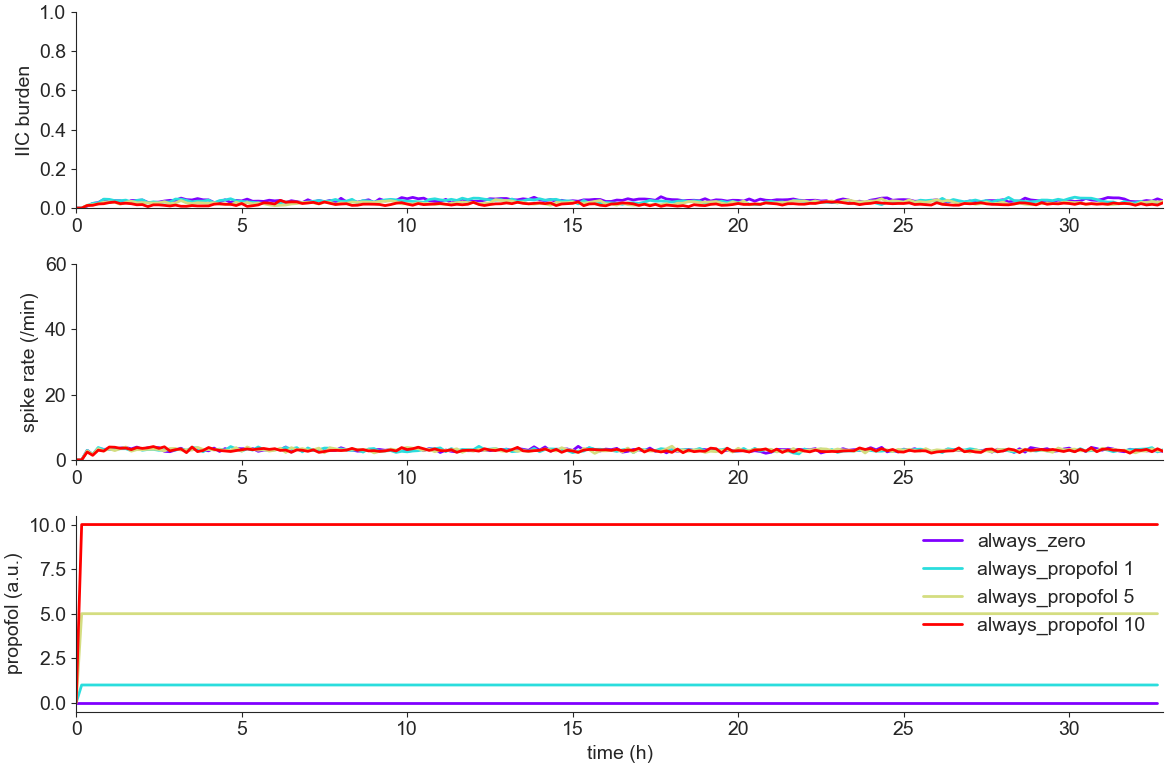 1.0
0.8
0.6
0.4
0.2
0.0
IIC burden
0 5 10 15 20 25 30
60
40
20
0
spike rate (/min)
0 5 10 15 20 25 30
10.0
7.5
5.0
2.5
0.0
propofol (a.u.)
always_zero
always_propofol 1
always_propofol 5
always_propofol 10
0 5 10 15 20 25 30
time (h)